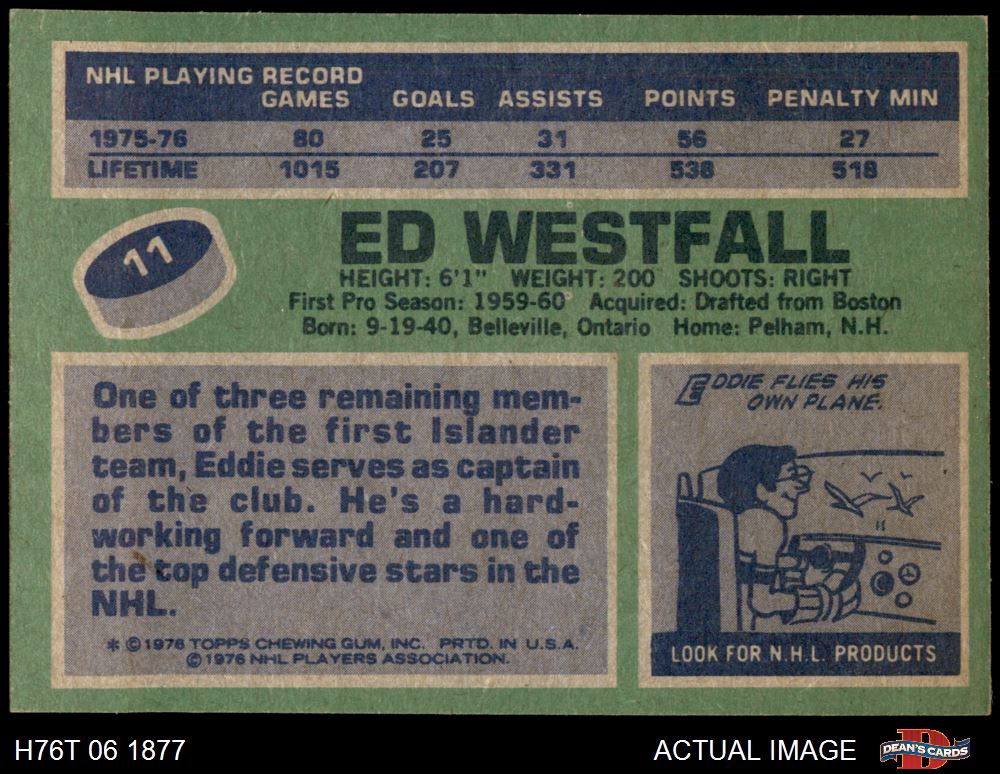 NHL PLAYING RECORD
GAMES GOALS ASSISTS POINTS PENALTY MIN
1975-76 80 25 31 56 27
LIFETIME 1015 207 331 538 518
11
ED WESTFALL
HEIGHT: 6'1" WEIGHT: 200 SHOOTS: RIGHT
First Pro Season: 1959-60 Acquired: Drafted from Boston
Born: 9-19-40, Belleville, Ontario Home: Pelham, N.H.
One of three remaining mem-
bers of the first Islander
team, Eddie serves as captain
of the club. He's a hard-
working forward and one of
the top defensive stars in the
NHL.
* © 1976 TOPPS CHEWING GUM, INC. PRTD. IN U.S.A.
© 1976 NHL PLAYERS ASSOCIATION.
EDDIE FLIES HIS
OWN PLANE.
LOOK FOR N.H.L. PRODUCTS
H76T 06 1877 ACTUAL IMAGE
DEAN'S CARDS